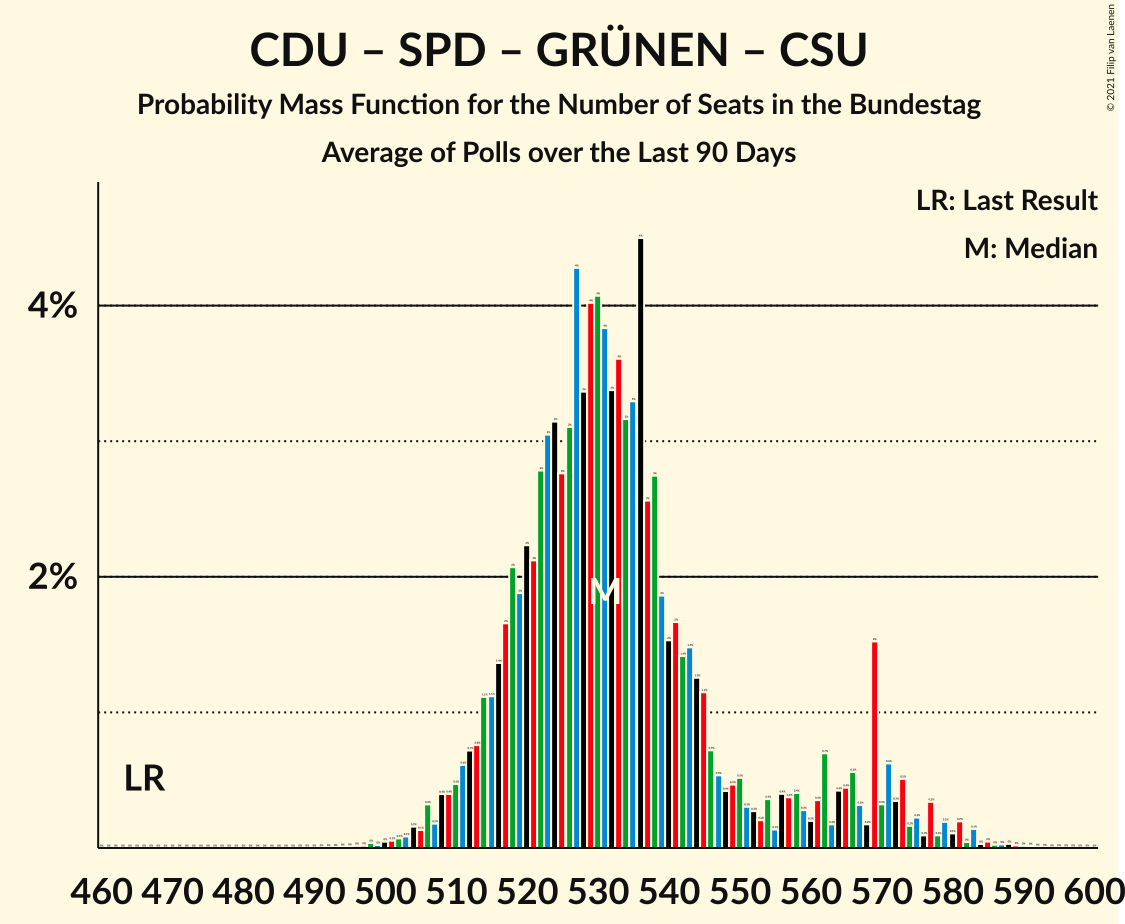 CDU – SPD – GRÜNEN – CSU
Probability Mass Function for the Number of Seats in the Bundestag
Average of Polls over the Last 90 Days
© 2021 Filip van Laenen
LR: Last Result
M: Median
4%
2%
M
LR
460 470 480 490 500 510 520 530 540 550 560 570 580 590 600